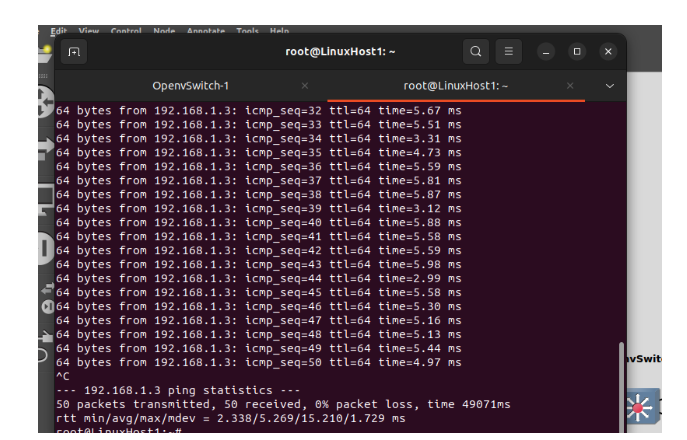 Edit View Control Node Annotate Tools Help
root@LinuxHost1: ~
OpenvSwitch-1 ×
root@LinuxHost1: ~ ×
64 bytes from 192.168.1.3: icmp_seq=32 ttl=64 time=5.67 ms
64 bytes from 192.168.1.3: icmp_seq=33 ttl=64 time=5.51 ms
64 bytes from 192.168.1.3: icmp_seq=34 ttl=64 time=3.31 ms
64 bytes from 192.168.1.3: icmp_seq=35 ttl=64 time=4.73 ms
64 bytes from 192.168.1.3: icmp_seq=36 ttl=64 time=5.59 ms
64 bytes from 192.168.1.3: icmp_seq=37 ttl=64 time=5.81 ms
64 bytes from 192.168.1.3: icmp_seq=38 ttl=64 time=5.87 ms
64 bytes from 192.168.1.3: icmp_seq=39 ttl=64 time=3.12 ms
64 bytes from 192.168.1.3: icmp_seq=40 ttl=64 time=5.88 ms
64 bytes from 192.168.1.3: icmp_seq=41 ttl=64 time=5.58 ms
64 bytes from 192.168.1.3: icmp_seq=42 ttl=64 time=5.59 ms
64 bytes from 192.168.1.3: icmp_seq=43 ttl=64 time=5.98 ms
64 bytes from 192.168.1.3: icmp_seq=44 ttl=64 time=2.99 ms
64 bytes from 192.168.1.3: icmp_seq=45 ttl=64 time=5.58 ms
64 bytes from 192.168.1.3: icmp_seq=46 ttl=64 time=5.30 ms
64 bytes from 192.168.1.3: icmp_seq=47 ttl=64 time=5.16 ms
64 bytes from 192.168.1.3: icmp_seq=48 ttl=64 time=5.13 ms
64 bytes from 192.168.1.3: icmp_seq=49 ttl=64 time=5.44 ms
64 bytes from 192.168.1.3: icmp_seq=50 ttl=64 time=4.97 ms
^C
--- 192.168.1.3 ping statistics ---
50 packets transmitted, 50 received, 0% packet loss, time 49071ms
rtt min/avg/max/mdev = 2.338/5.269/15.210/1.729 ms
root@LinuxHost1:~#